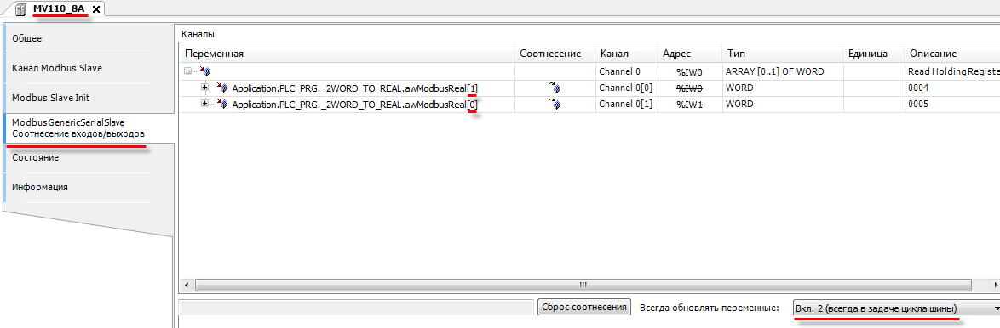 MV110_8A
Общее
Канал Modbus Slave
Modbus Slave Init
ModbusGenericSerialSlave
Соотнесение входов/выходов
Состояние
Информация
Каналы
Переменная Соотнесение Канал Адрес Тип Единица Описание
Channel 0 %IW0 ARRAY [0..1] OF WORD Read Holding Registe
Application.PLC_PRG._2WORD_TO_REAL.awModbusReal[1] Channel 0[0] %IW0 WORD 0004
Application.PLC_PRG._2WORD_TO_REAL.awModbusReal[0] Channel 0[1] %IW1 WORD 0005
Сброс соотнесения Всегда обновлять переменные: Вкл. 2 (всегда в задаче цикла шины)